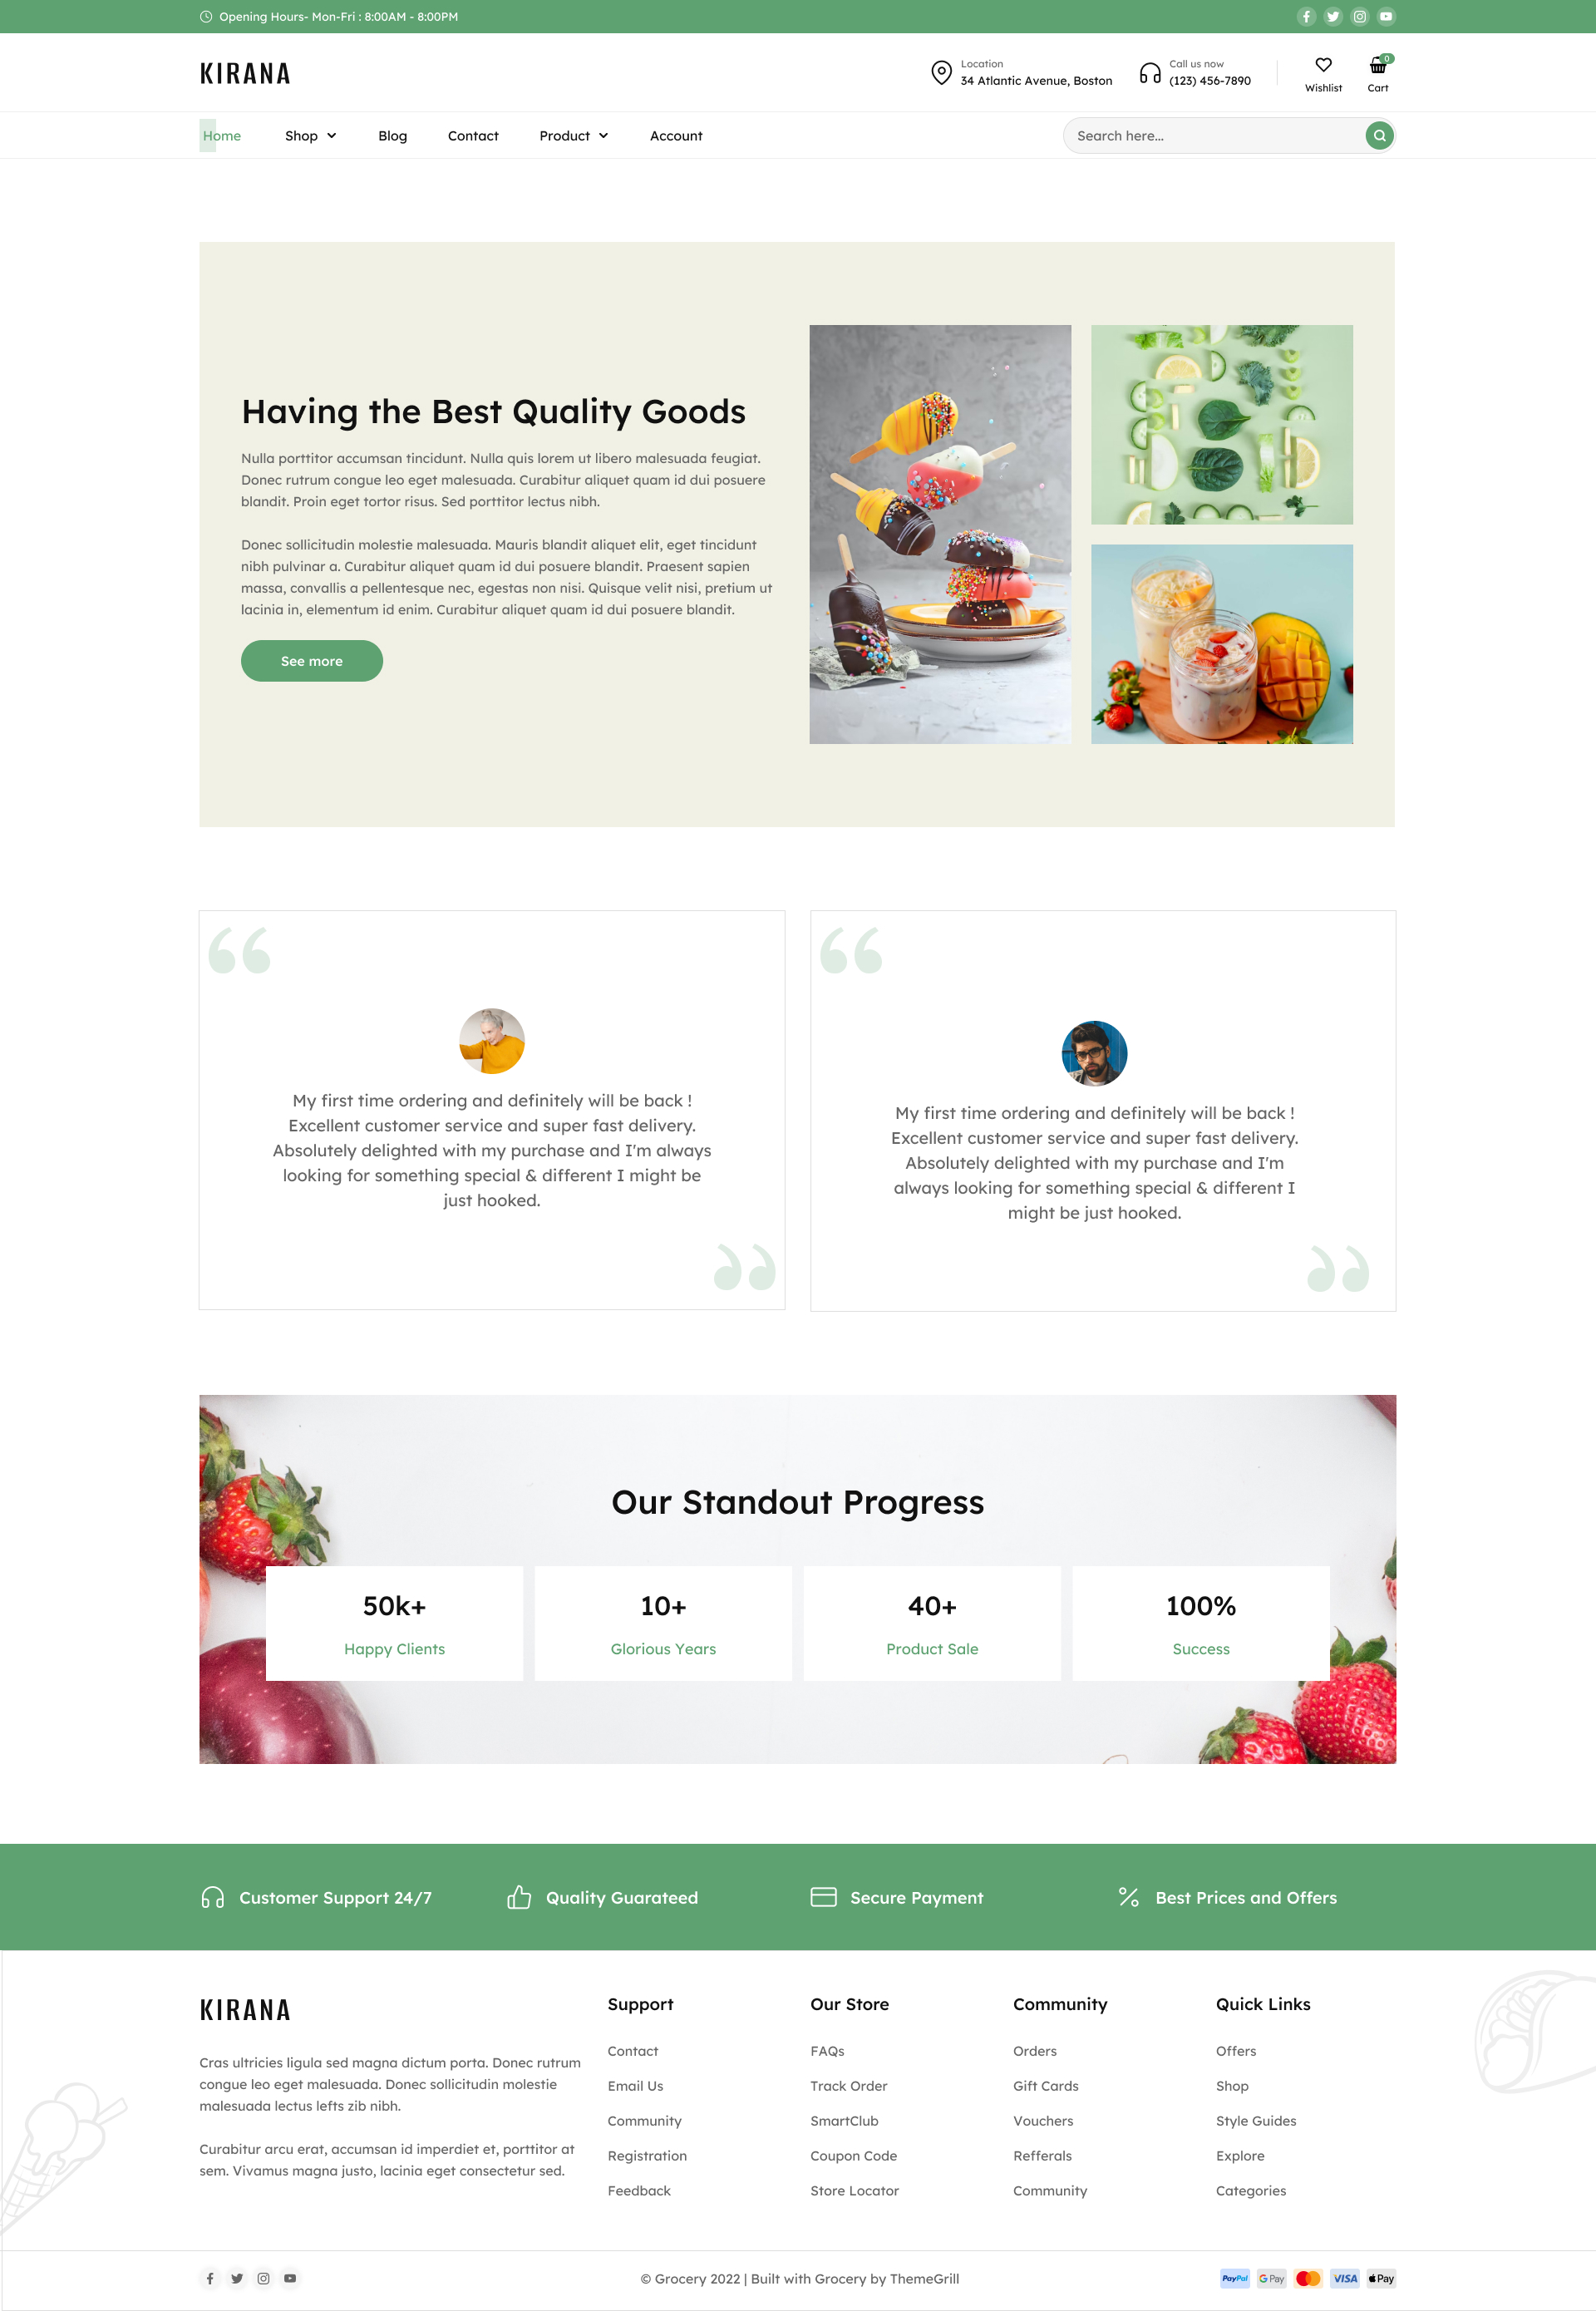 Opening Hours- Mon-Fri : 8:00AM - 8:00PM
KIRANA
Location
34 Atlantic Avenue, Boston
Call us now
(123) 456-7890
Wishlist
0
Cart
Home
Shop
Blog
Contact
Product
Account
Search here...
Having the Best Quality Goods
Nulla porttitor accumsan tincidunt. Nulla quis lorem ut libero malesuada feugiat.
Donec rutrum congue leo eget malesuada. Curabitur aliquet quam id dui posuere
blandit. Proin eget tortor risus. Sed porttitor lectus nibh.
Donec sollicitudin molestie malesuada. Mauris blandit aliquet elit, eget tincidunt
nibh pulvinar a. Curabitur aliquet quam id dui posuere blandit. Praesent sapien
massa, convallis a pellentesque nec, egestas non nisi. Quisque velit nisi, pretium ut
lacinia in, elementum id enim. Curabitur aliquet quam id dui posuere blandit.
See more
My first time ordering and definitely will be back !
Excellent customer service and super fast delivery.
Absolutely delighted with my purchase and I'm always
looking for something special & different I might be
just hooked.
My first time ordering and definitely will be back !
Excellent customer service and super fast delivery.
Absolutely delighted with my purchase and I'm
always looking for something special & different I
might be just hooked.
Our Standout Progress
50k+
Happy Clients
10+
Glorious Years
40+
Product Sale
100%
Success
Customer Support 24/7
Quality Guarateed
Secure Payment
Best Prices and Offers
KIRANA
Cras ultricies ligula sed magna dictum porta. Donec rutrum
congue leo eget malesuada. Donec sollicitudin molestie
malesuada lectus lefts zib nibh.
Curabitur arcu erat, accumsan id imperdiet et, porttitor at
sem. Vivamus magna justo, lacinia eget consectetur sed.
Support
Contact
Email Us
Community
Registration
Feedback
Our Store
FAQs
Track Order
SmartClub
Coupon Code
Store Locator
Community
Orders
Gift Cards
Vouchers
Refferals
Community
Quick Links
Offers
Shop
Style Guides
Explore
Categories
© Grocery 2022 | Built with Grocery by ThemeGrill
PayPal
G Pay
VISA
Pay